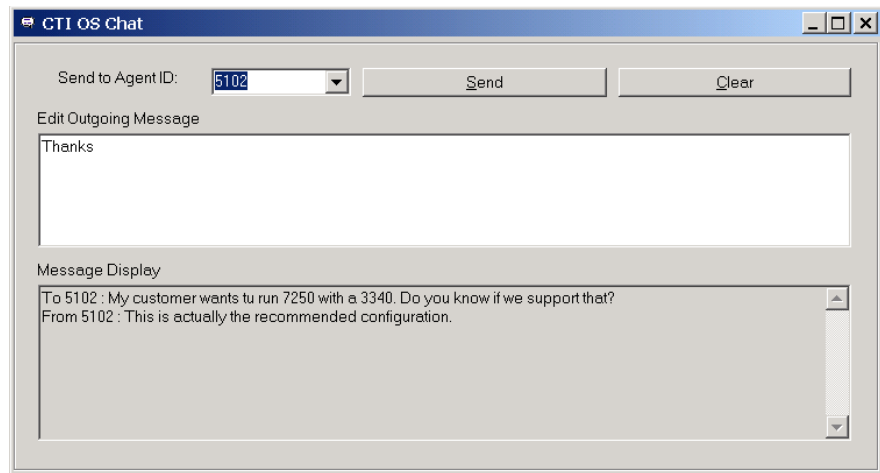 CTI OS Chat
Send to Agent ID: 5102 Send Clear
Edit Outgoing Message
Thanks
Message Display
To 5102 : My customer wants tu run 7250 with a 3340. Do you know if we support that?
From 5102 : This is actually the recommended configuration.